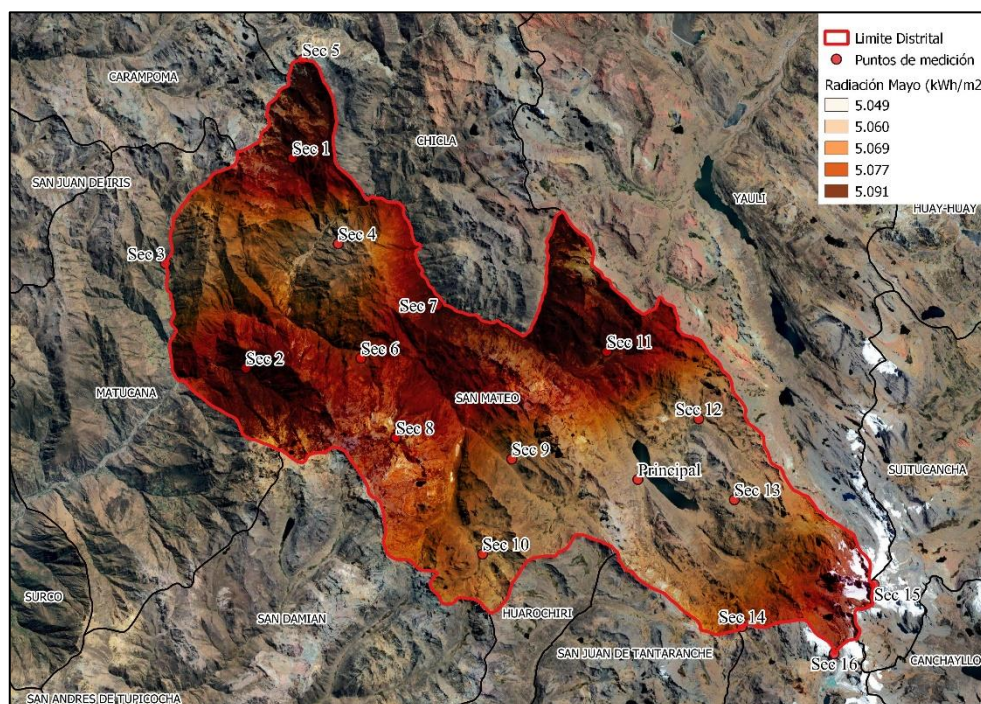 Limite Distrital
Puntos de medición
Radiación Mayo (kWh/m2
5.049
5.060
5.069
5.077
5.091
Sec 5
CARAMPOMA
CHICLA
Sec 1
SAN JUAN DE IRIS
YAULI
HUAY-HUAY
Sec 4
Sec 3
Sec 7
Sec 6
Sec 11
Sec 2
MATUCANA
SAN MATEO
Sec 12
Sec 8
Sec 9
Principal
SUITUCANCHA
Sec 13
Sec 10
SURCO
Sec 15
HUAROCHIRI
SAN DAMIAN
Sec 14
SAN JUAN DE TANTARANCHE
Sec 16
CANCHAYLLO
SAN ANDRES DE TUPICOCHA